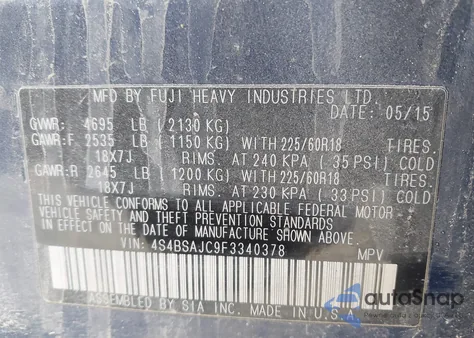 MFD BY FUJI HEAVY INDUSTRIES LTD.
DATE: 05/15
GVWR: 4695 LB (2130 KG)
GAWR:F 2535 LB (1150 KG) WITH 225/60R18 TIRES.
18X7J RIMS. AT 240 KPA (35 PSI) COLD
GAWR:R 2645 LB (1200 KG) WITH 225/60R18 TIRES.
18X7J RIMS. AT 230 KPA (33 PSI) COLD
THIS VEHICLE CONFORMS TO ALL APPLICABLE FEDERAL MOTOR
VEHICLE SAFETY AND THEFT PREVENTION STANDARDS IN EFFECT
ON THE DATE OF MANUFACTURE SHOWN ABOVE.
VIN: 4S4BSAJC9F3340378 MPV
ASSEMBLED BY SIA INC. MADE IN U.S.A.
autoSnap